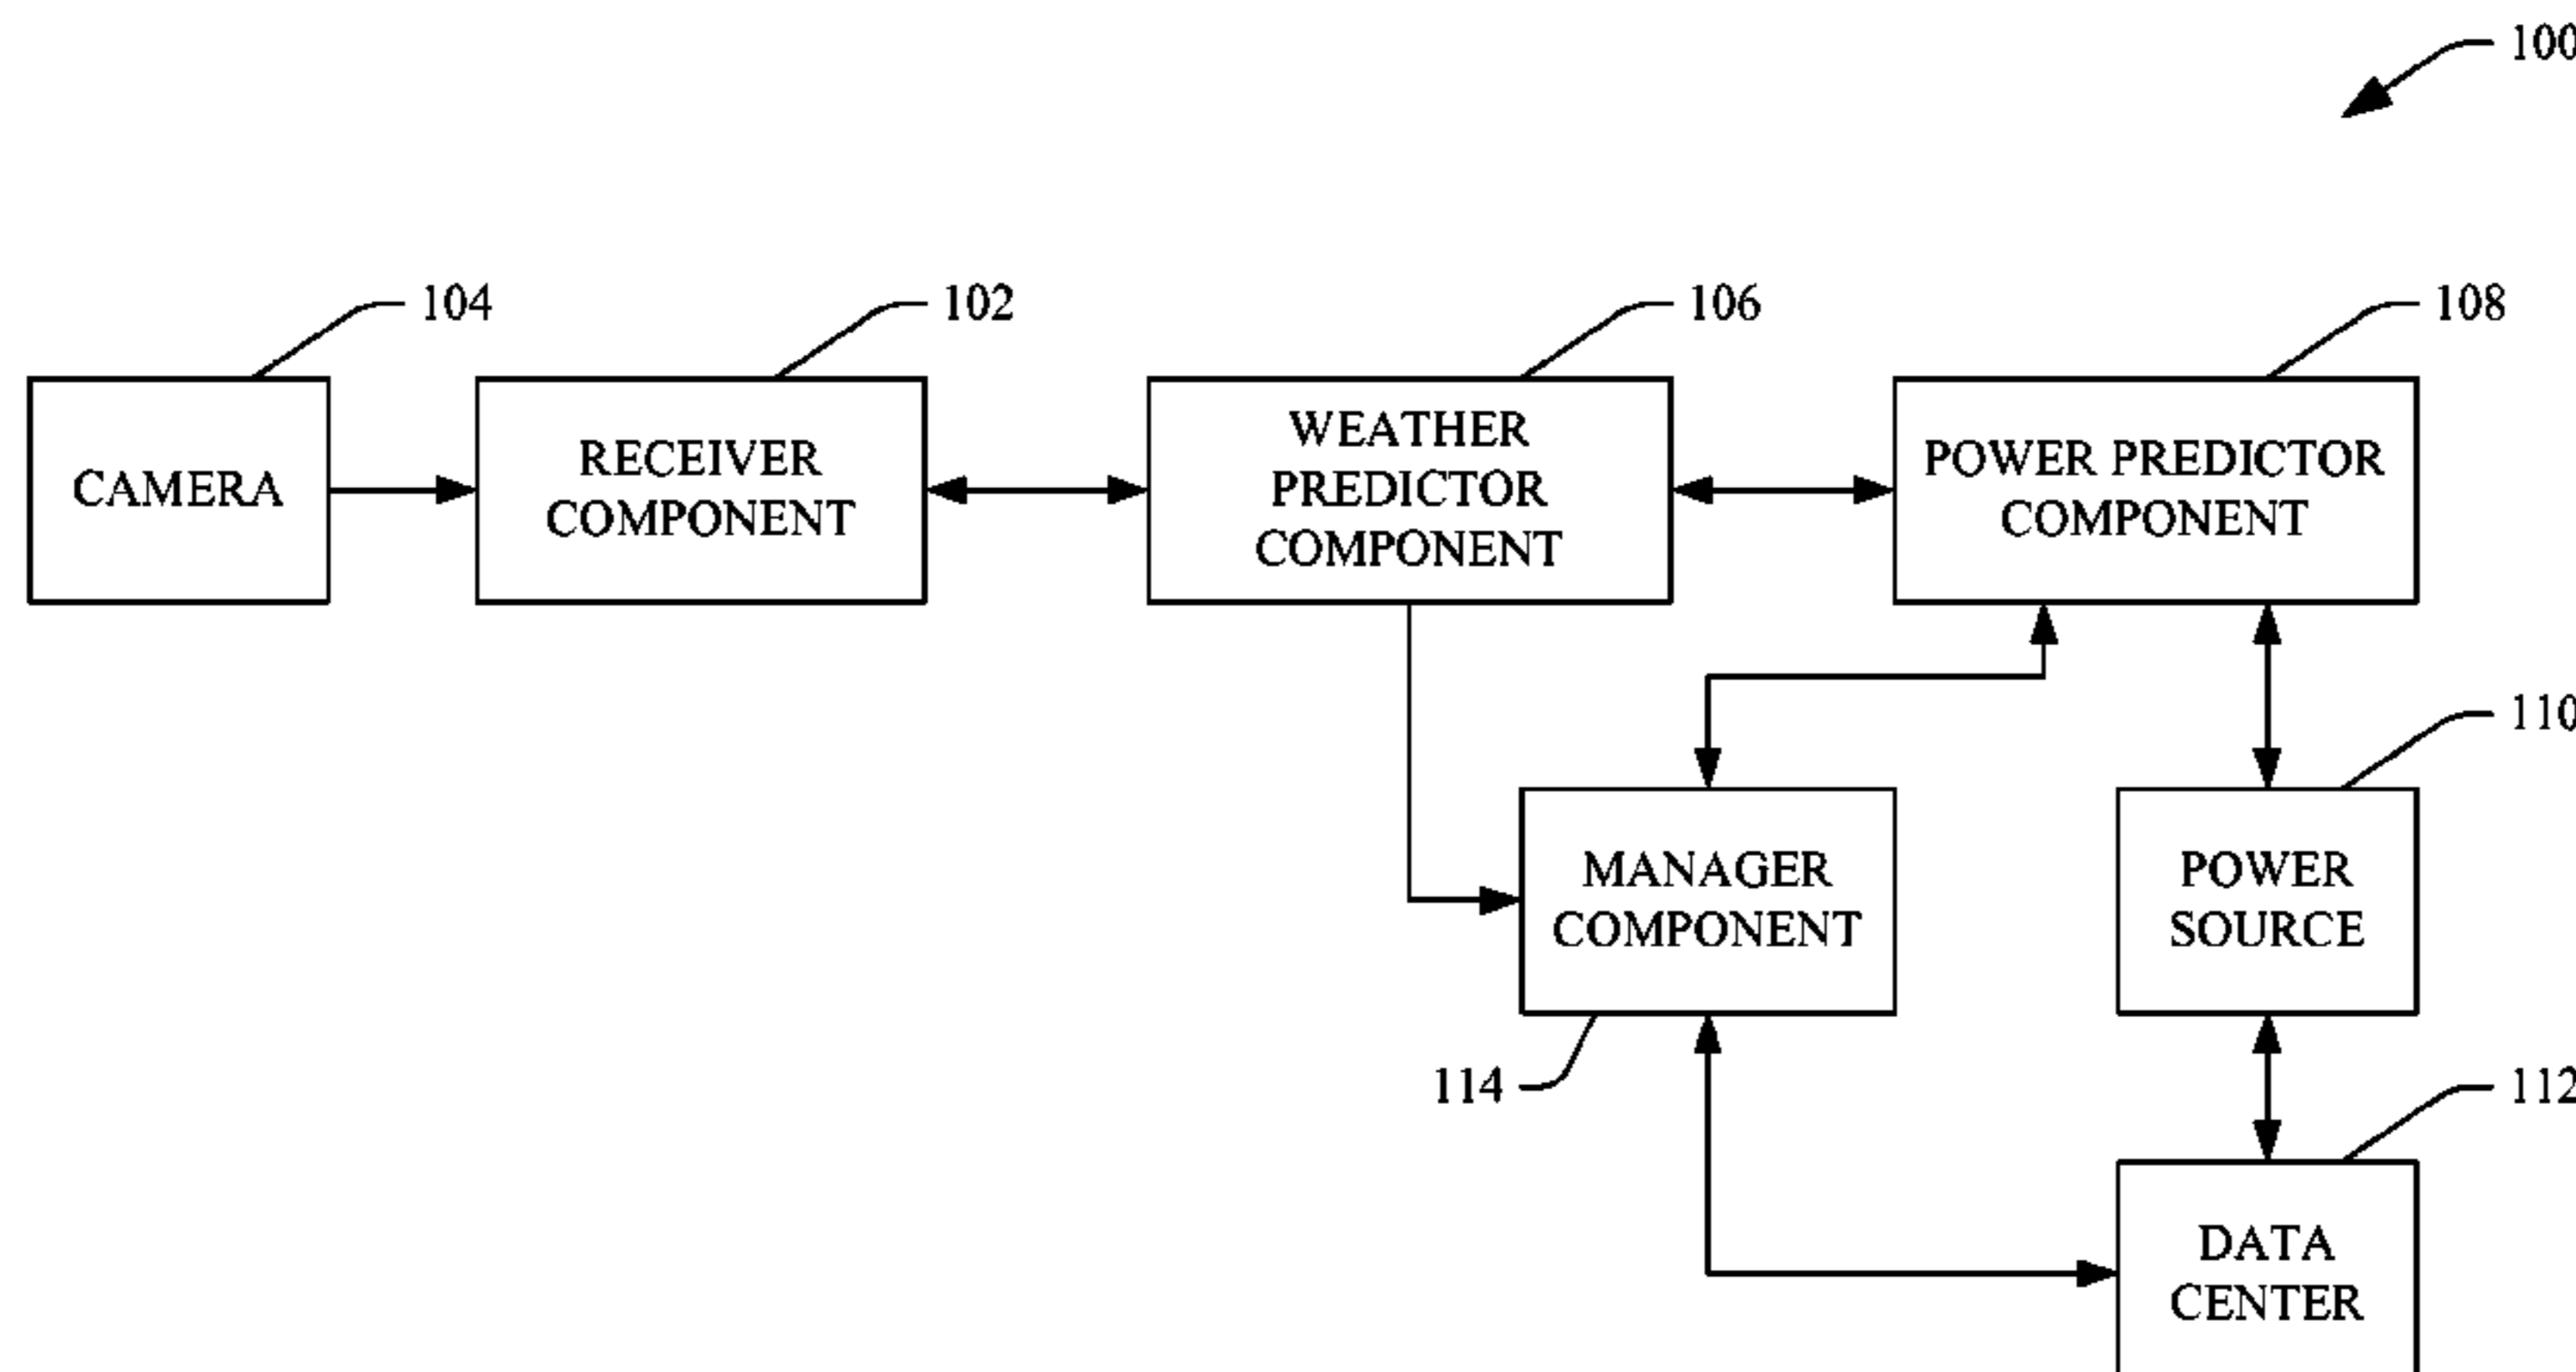 100
104
102
106
108
CAMERA
RECEIVER
COMPONENT
WEATHER
PREDICTOR
COMPONENT
POWER PREDICTOR
COMPONENT
110
MANAGER
COMPONENT
POWER
SOURCE
114
112
DATA
CENTER